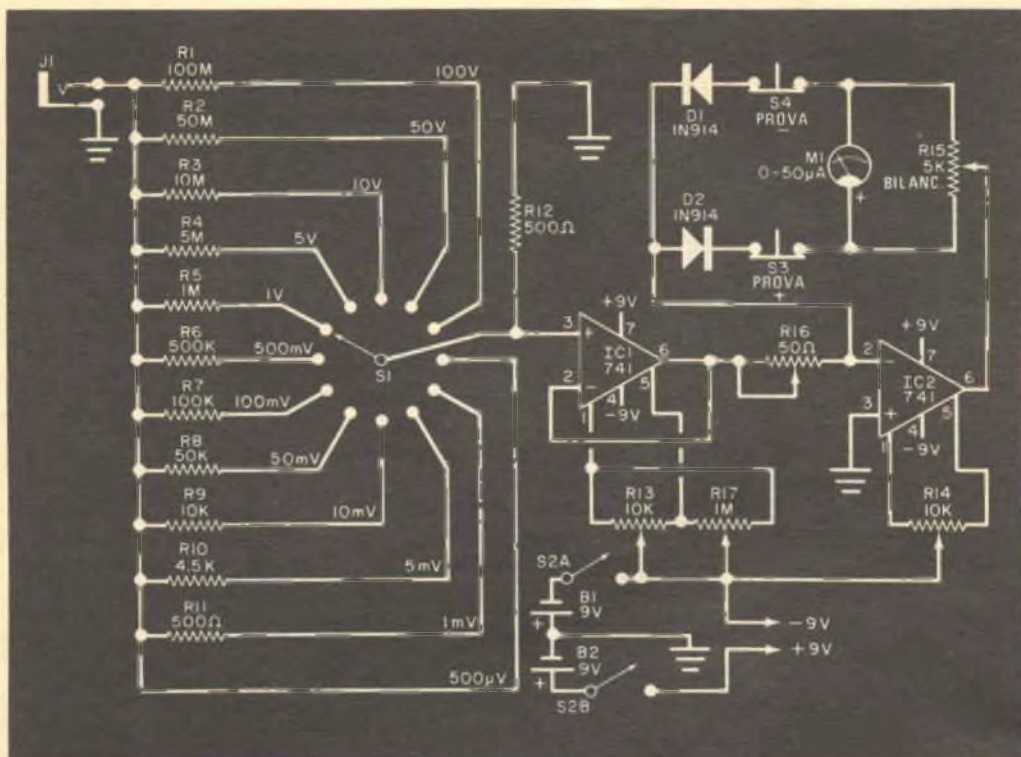 J1
V
R1
100M
100V
R2
50M
50V
R3
10M
10V
R4
5M
5V
R5
1M
1V
R6
500K
500mV
R7
100K
100mV
R8
50K
50mV
R9
10K
10mV
R10
4.5K
5mV
R11
500Ω
1mV
500µV
S1
R12
500Ω
D1
1N914
S4
PROVA
–
M1
0-50µA
+
R15
5K
BILANC.
D2
1N914
S3
PROVA
+
+9V
3
+
7
IC1
741
6
2
–
4
5
1
-9V
R16
50Ω
+9V
2
–
7
IC2
741
6
3
+
4
5
1
-9V
R13
10K
R17
1M
R14
10K
S2A
B1
9V
+
B2
9V
+
S2B
-9V
+9V